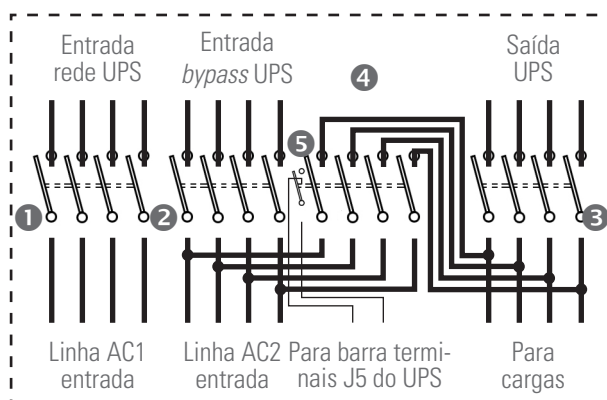 Entrada
rede UPS
Entrada
bypass UPS
4
Saída
UPS
5
1
2
3
Linha AC1
entrada
Linha AC2
entrada
Para barra termi-
nais J5 do UPS
Para
cargas